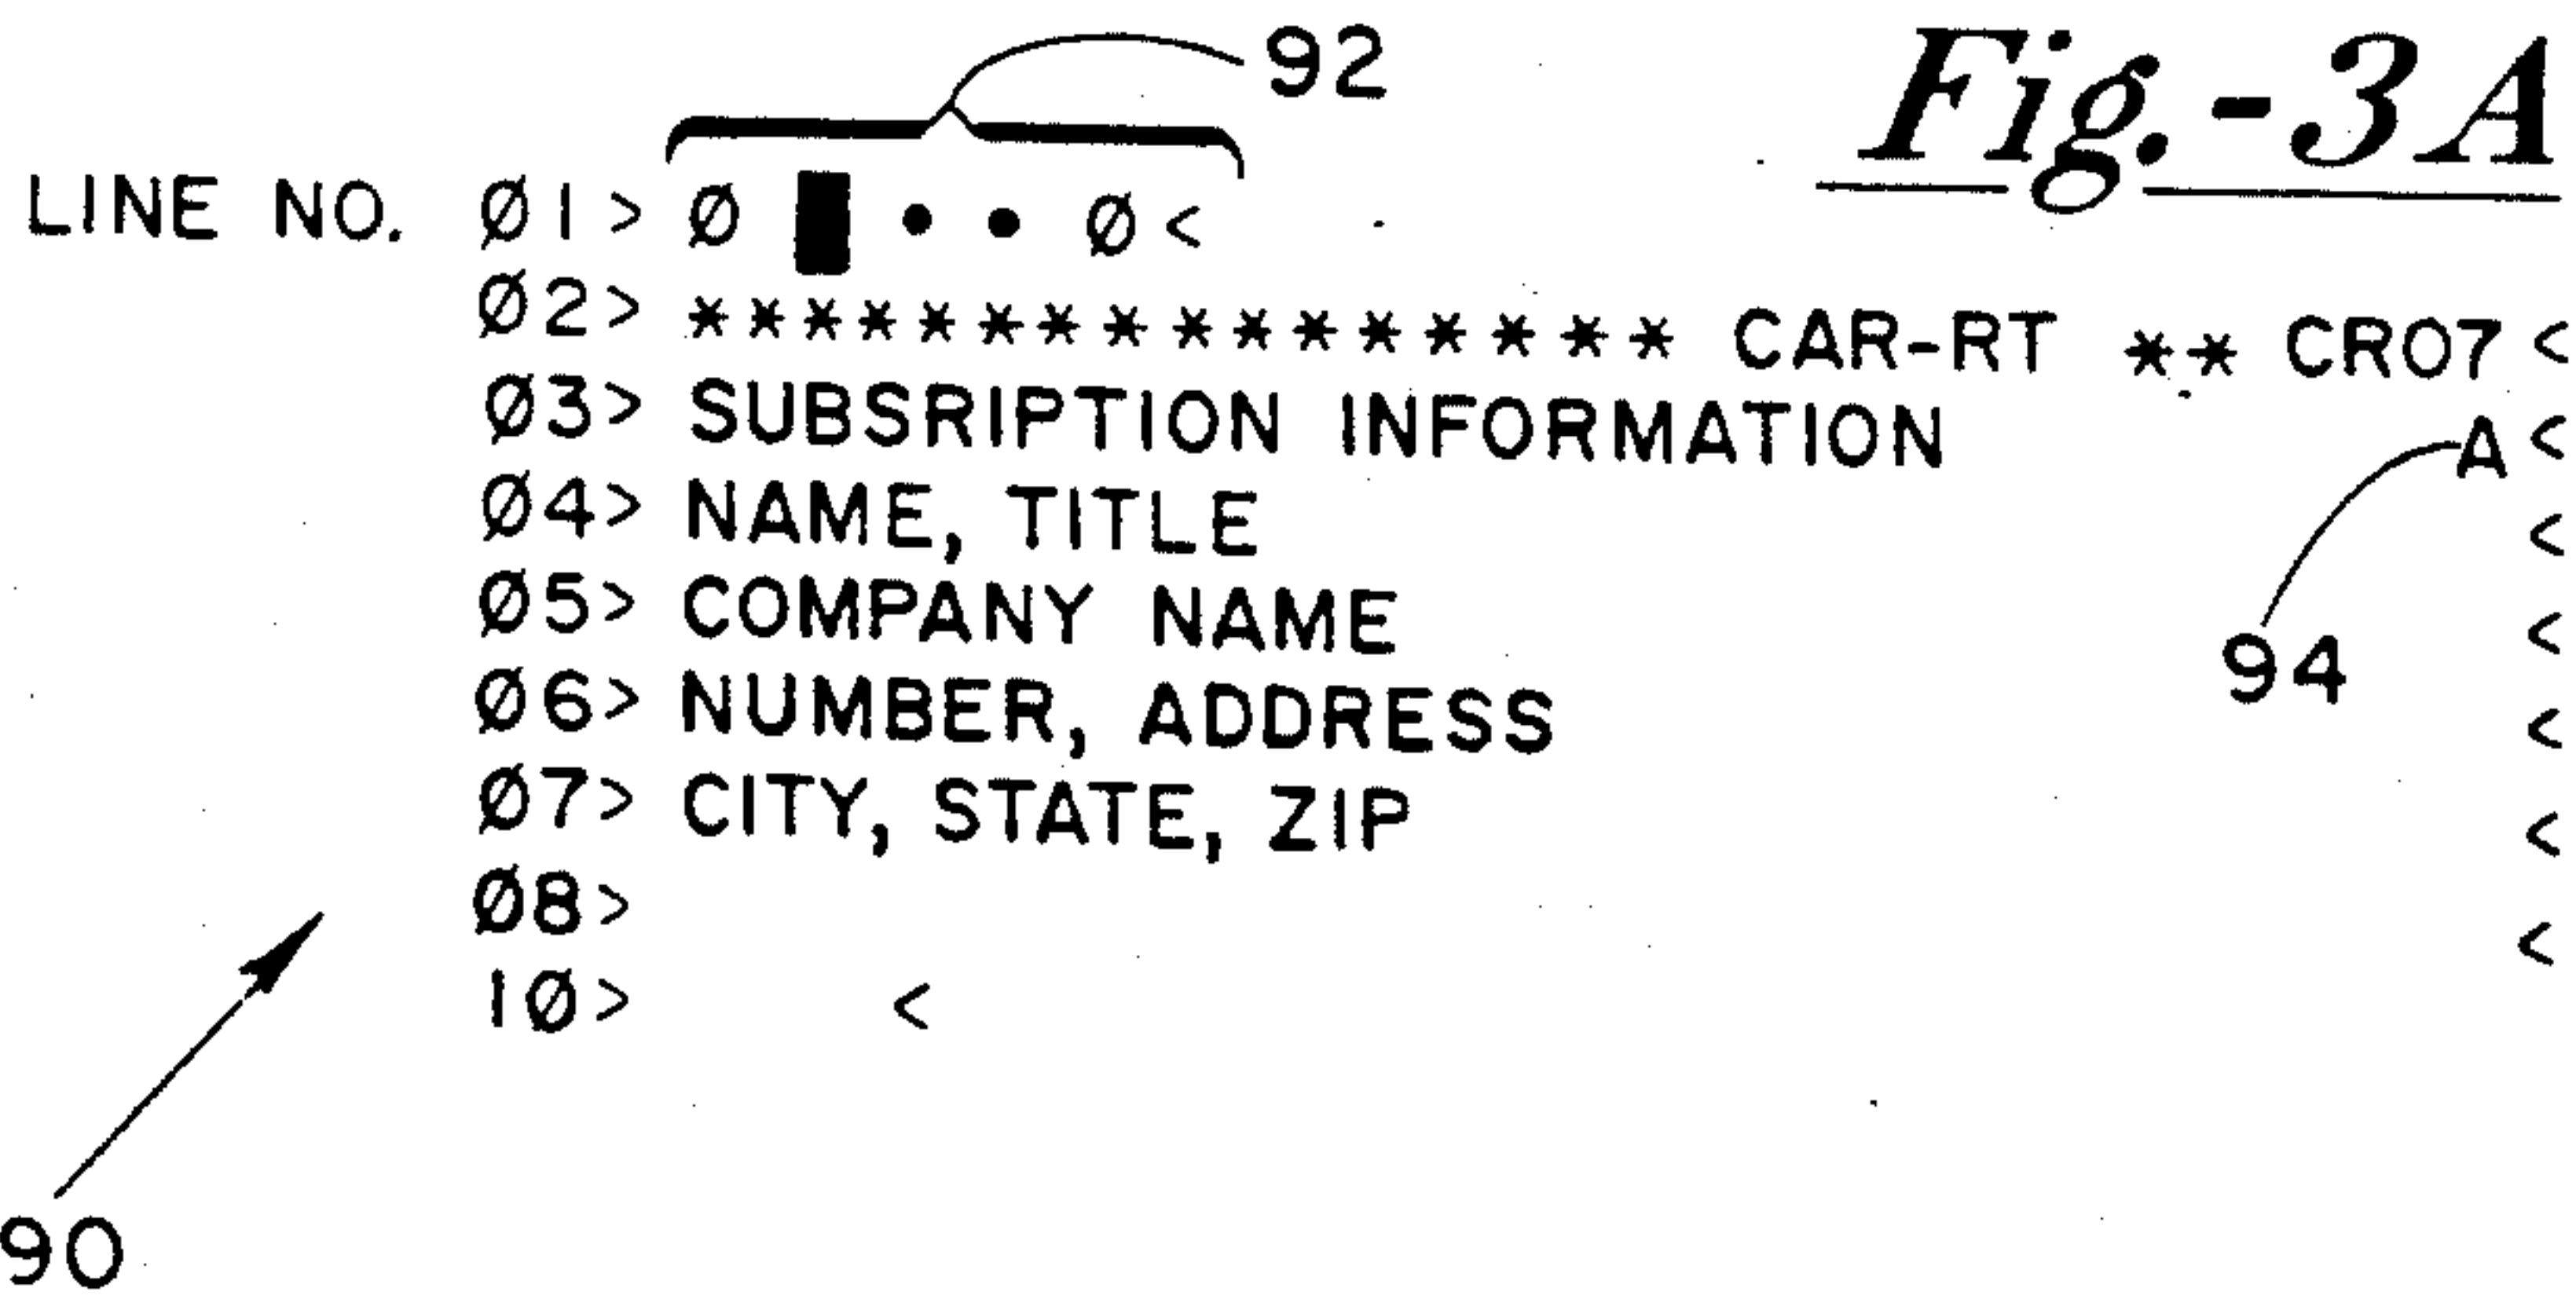 92
Fig.-3A
LINE NO. Ø1> Ø █ • • Ø<
Ø2> ***************** CAR-RT ** CRO7<
Ø3> SUBSRIPTION INFORMATION A<
Ø4> NAME, TITLE <
Ø5> COMPANY NAME <
94
Ø6> NUMBER, ADDRESS <
Ø7> CITY, STATE, ZIP <
Ø8> <
1Ø> <
90